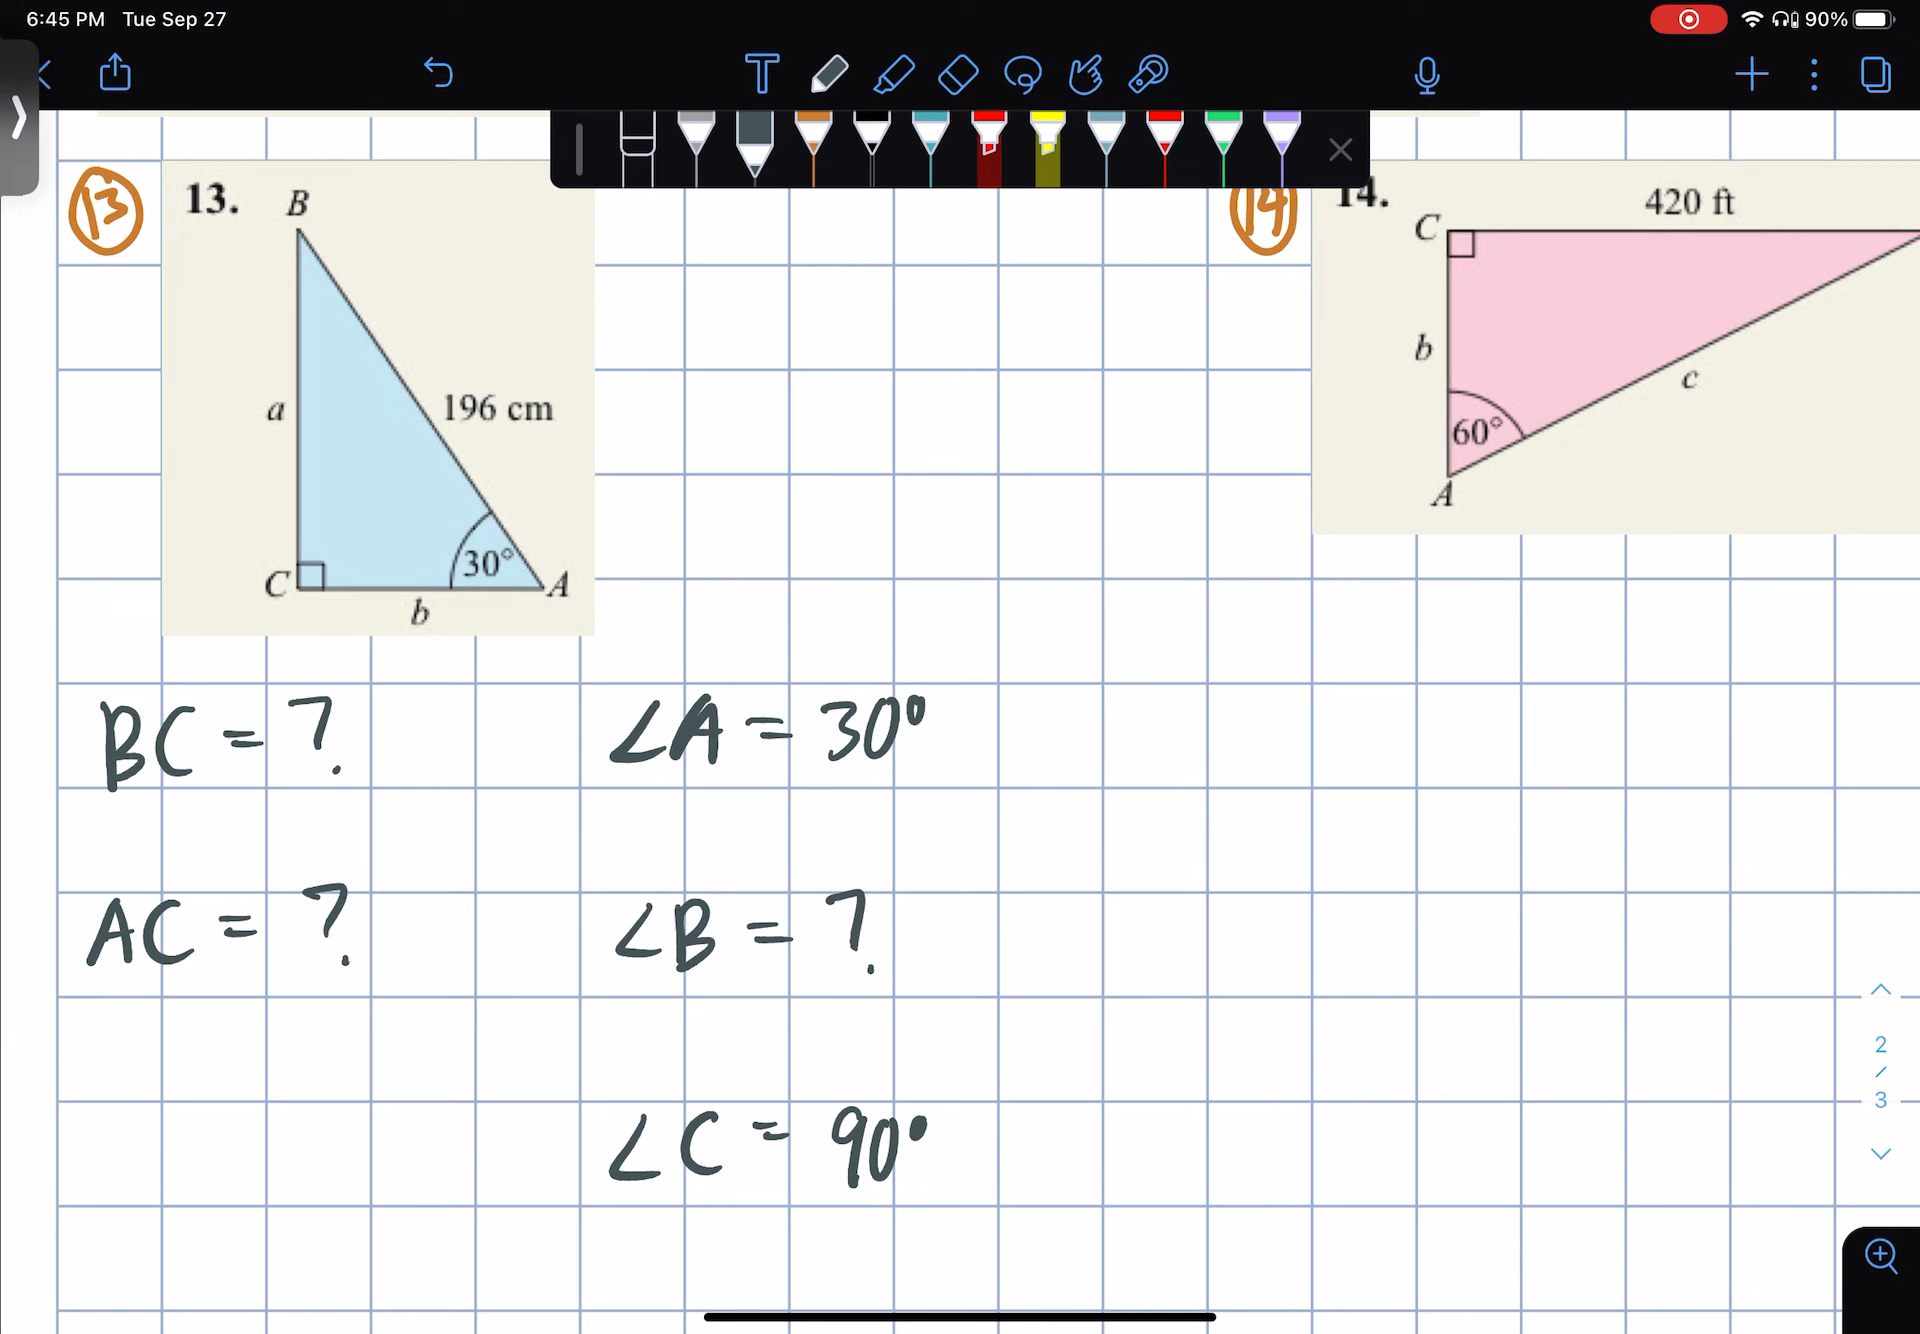 6:45 PM Tue Sep 27
90%
T
13
13. B
a
196 cm
C
30°
A
b
14
14.
420 ft
C
b
c
60°
A
BC = ?
∠A = 30°
AC = ?
∠B = ?
∠C = 90°
2
/
3